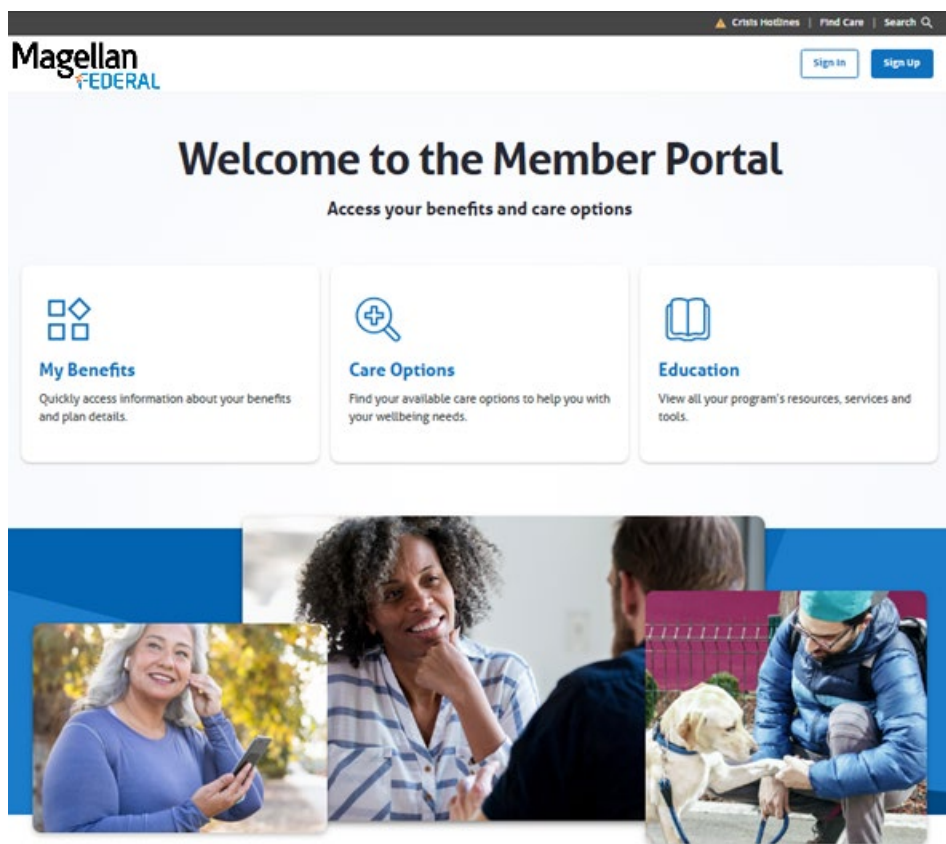 Crisis Hotlines | Find Care | Search
Magellan
FEDERAL
Sign In
Sign Up
Welcome to the Member Portal
Access your benefits and care options
My Benefits
Quickly access information about your benefits
and plan details.
Care Options
Find your available care options to help you with
your wellbeing needs.
Education
View all your program's resources, services and
tools.